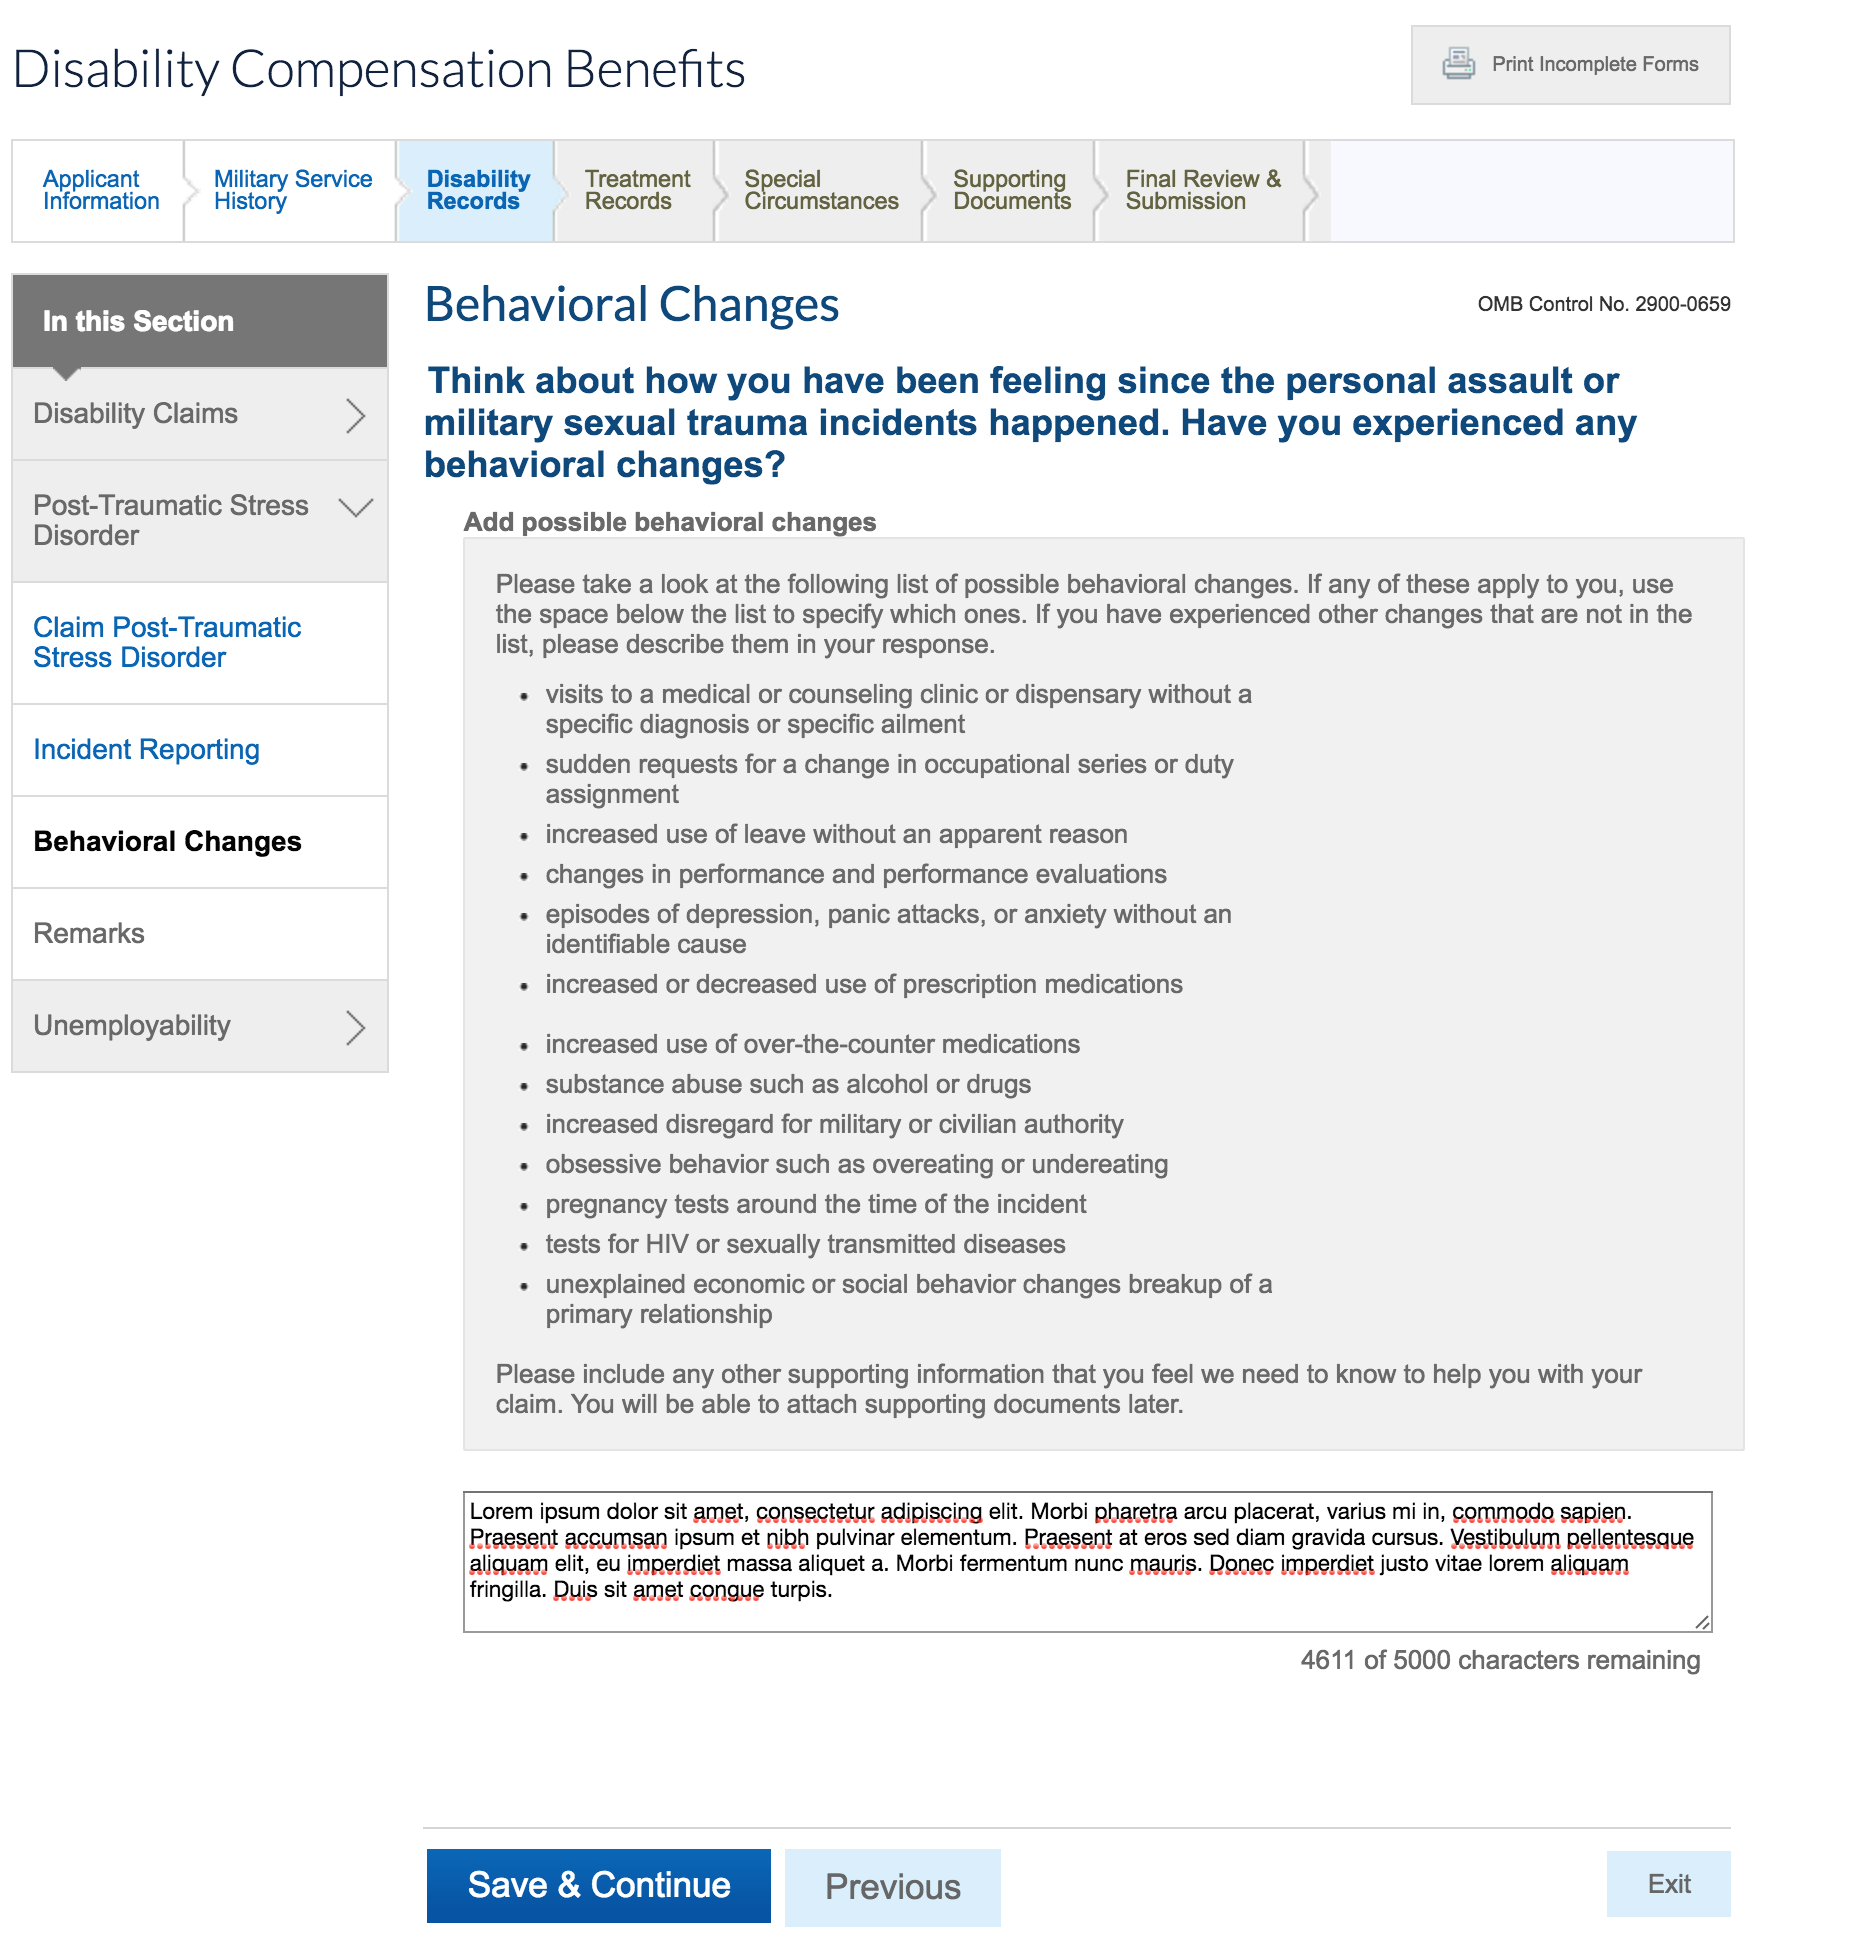 Disability Compensation Benefits
Print Incomplete Forms
Applicant
Information
Military Service
History
Disability
Records
Treatment
Records
Special
Circumstances
Supporting
Documents
Final Review &
Submission
In this Section
Disability Claims
Post-Traumatic Stress
Disorder
Claim Post-Traumatic
Stress Disorder
Incident Reporting
Behavioral Changes
Remarks
Unemployability
Behavioral Changes
OMB Control No. 2900-0659
Think about how you have been feeling since the personal assault or
military sexual trauma incidents happened. Have you experienced any
behavioral changes?
Add possible behavioral changes
Please take a look at the following list of possible behavioral changes. If any of these apply to you, use
the space below the list to specify which ones. If you have experienced other changes that are not in the
list, please describe them in your response.
• visits to a medical or counseling clinic or dispensary without a
specific diagnosis or specific ailment
• sudden requests for a change in occupational series or duty
assignment
• increased use of leave without an apparent reason
• changes in performance and performance evaluations
• episodes of depression, panic attacks, or anxiety without an
identifiable cause
• increased or decreased use of prescription medications
• increased use of over-the-counter medications
• substance abuse such as alcohol or drugs
• increased disregard for military or civilian authority
• obsessive behavior such as overeating or undereating
• pregnancy tests around the time of the incident
• tests for HIV or sexually transmitted diseases
• unexplained economic or social behavior changes breakup of a
primary relationship
Please include any other supporting information that you feel we need to know to help you with your
claim. You will be able to attach supporting documents later.
Lorem ipsum dolor sit amet, consectetur adipiscing elit. Morbi pharetra arcu placerat, varius mi in, commodo sapien.
Praesent accumsan ipsum et nibh pulvinar elementum. Praesent at eros sed diam gravida cursus. Vestibulum pellentesque
aliquam elit, eu imperdiet massa aliquet a. Morbi fermentum nunc mauris. Donec imperdiet justo vitae lorem aliquam
fringilla. Duis sit amet congue turpis.
4611 of 5000 characters remaining
Save & Continue
Previous
Exit